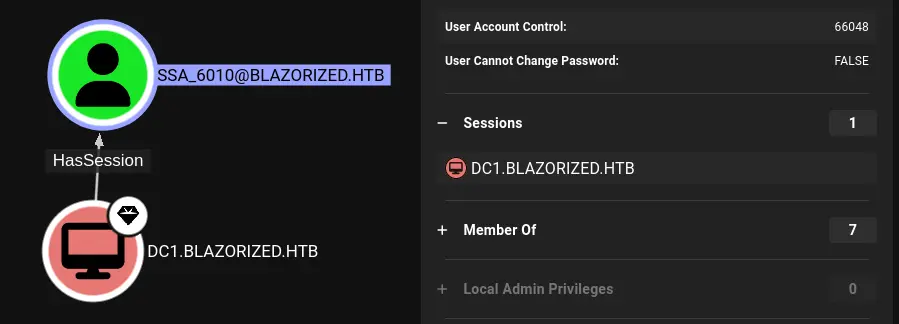 SSA_6010@BLAZORIZED.HTB
HasSession
DC1.BLAZORIZED.HTB
User Account Control: 66048
User Cannot Change Password: FALSE
− Sessions 1
DC1.BLAZORIZED.HTB
+ Member Of 7
+ Local Admin Privileges 0